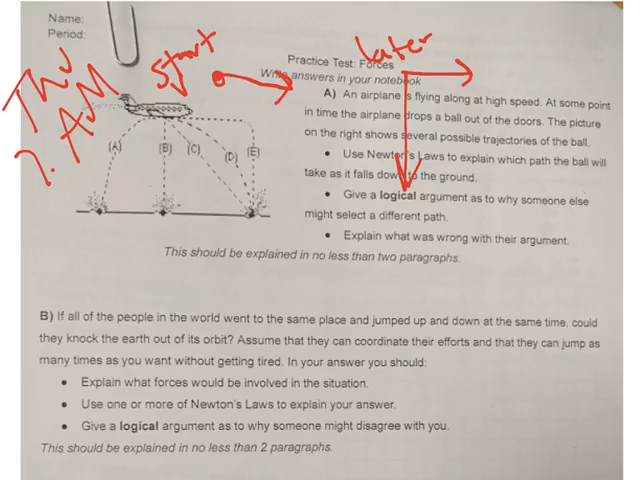 Name:
Period:
Thu
7. AM
Start
later
Practice Test: Forces
Write answers in your notebook
A) An airplane is flying along at high speed. At some point
in time the airplane drops a ball out of the doors. The picture
on the right shows several possible trajectories of the ball.
(A) (B) (C) (D) (E)
• Use Newton's Laws to explain which path the ball will
take as it falls down to the ground.
• Give a logical argument as to why someone else
might select a different path.
• Explain what was wrong with their argument.
This should be explained in no less than two paragraphs.
B) If all of the people in the world went to the same place and jumped up and down at the same time, could
they knock the earth out of its orbit? Assume that they can coordinate their efforts and that they can jump as
many times as you want without getting tired. In your answer you should:
• Explain what forces would be involved in the situation.
• Use one or more of Newton's Laws to explain your answer.
• Give a logical argument as to why someone might disagree with you.
This should be explained in no less than 2 paragraphs.